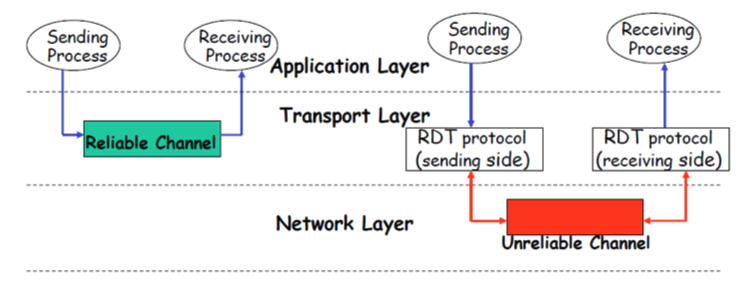 Sending
Process
Receiving
Process
Sending
Process
Receiving
Process
Application Layer
Transport Layer
Reliable Channel
RDT protocol
(sending side)
RDT protocol
(receiving side)
Network Layer
Unreliable Channel